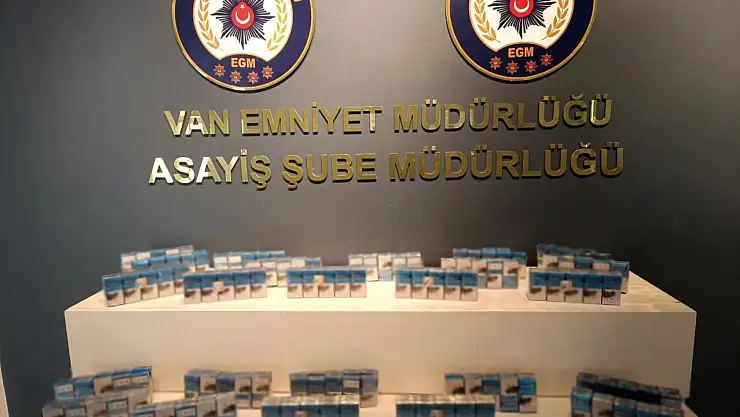 EGM
EGM
VAN EMNİYET MÜDÜRLÜĞÜ
ASAYİŞ ŞUBE MÜDÜRLÜĞÜ